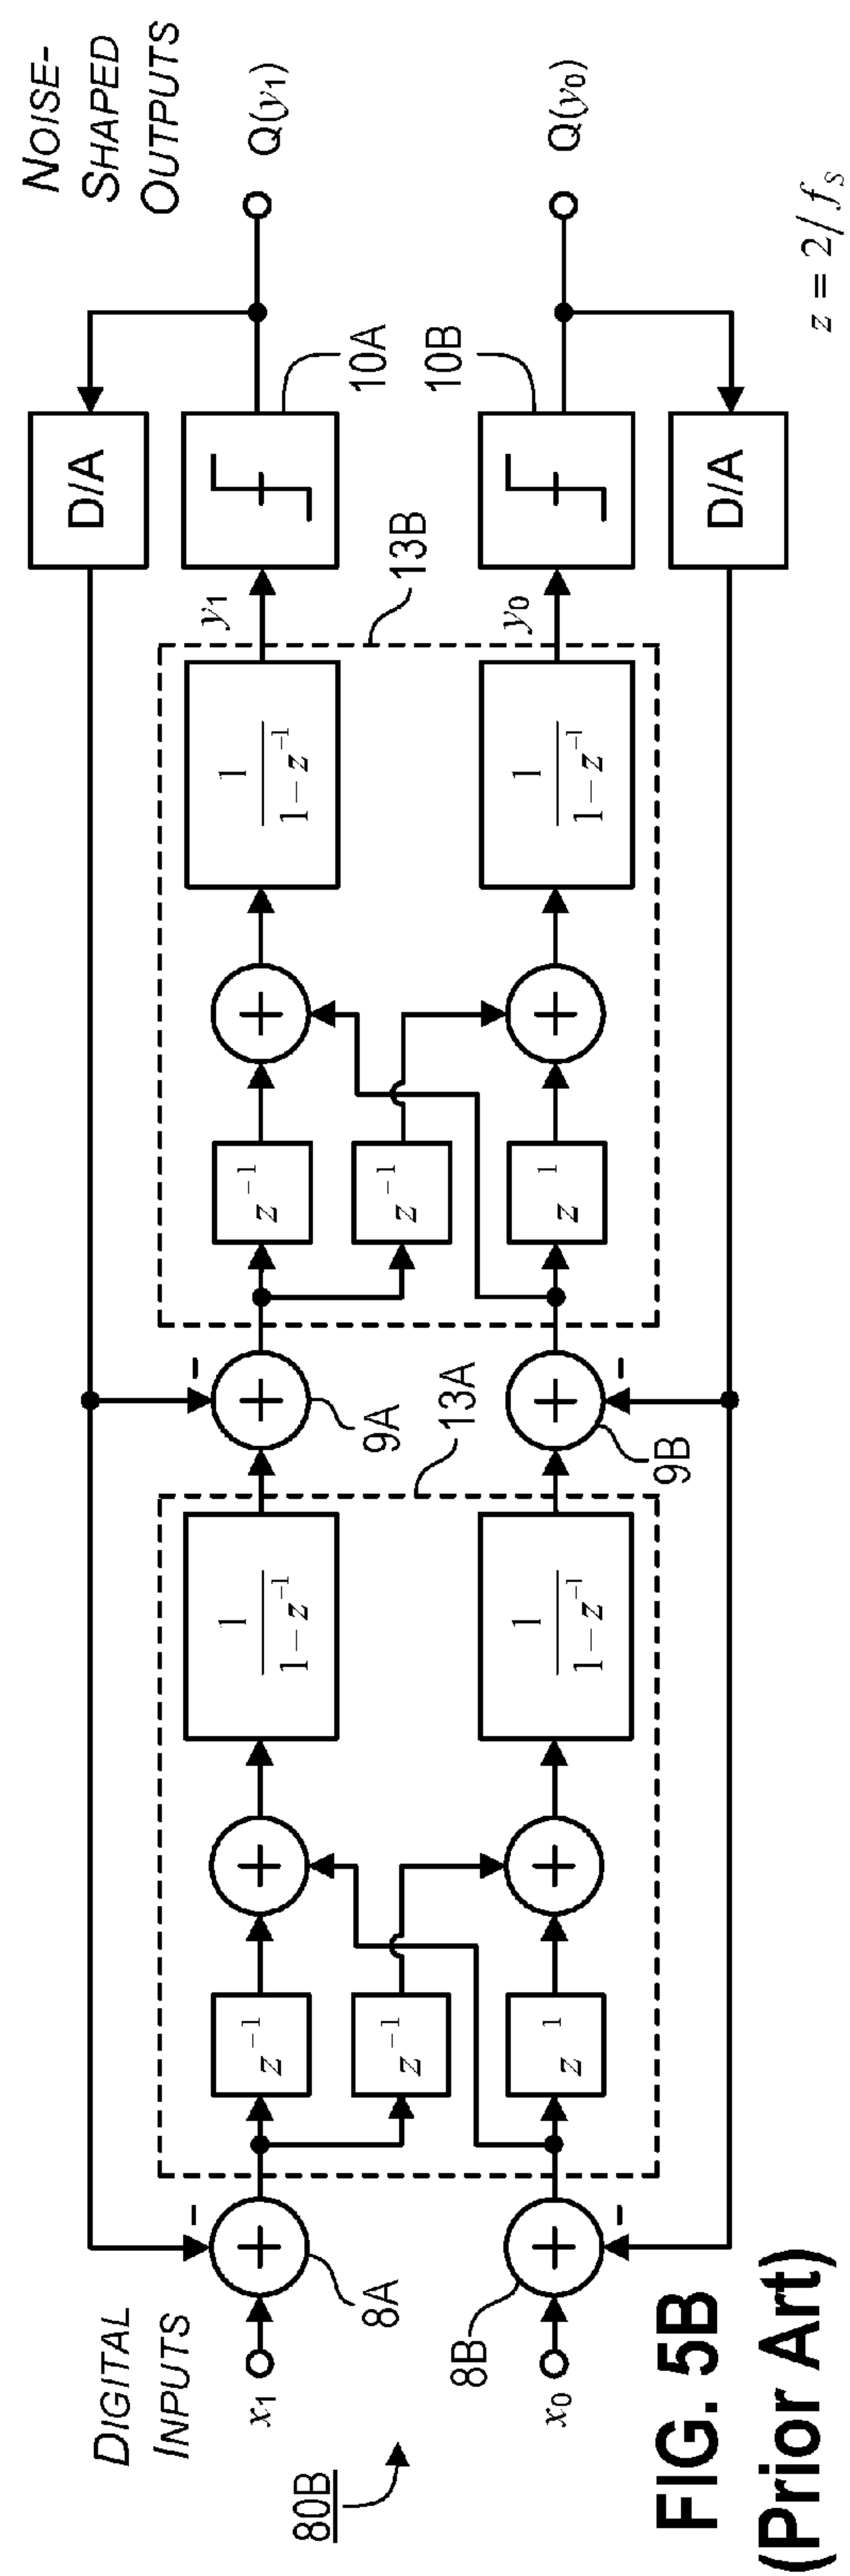 NOISE-
SHAPED
OUTPUTS
DIGITAL
INPUTS
D/A
x1
8A
z⁻¹
+
1
1 − z⁻¹
9A
z⁻¹
+
1
1 − z⁻¹
y1
10A
Q(y1)
z⁻¹
13A
z⁻¹
13B
x0
8B
z ¹
+
1
1 − z⁻¹
9B
z ¹
+
1
1 − z⁻¹
y0
10B
Q(y0)
D/A
80B
z = 2/fS
FIG. 5B
(Prior Art)